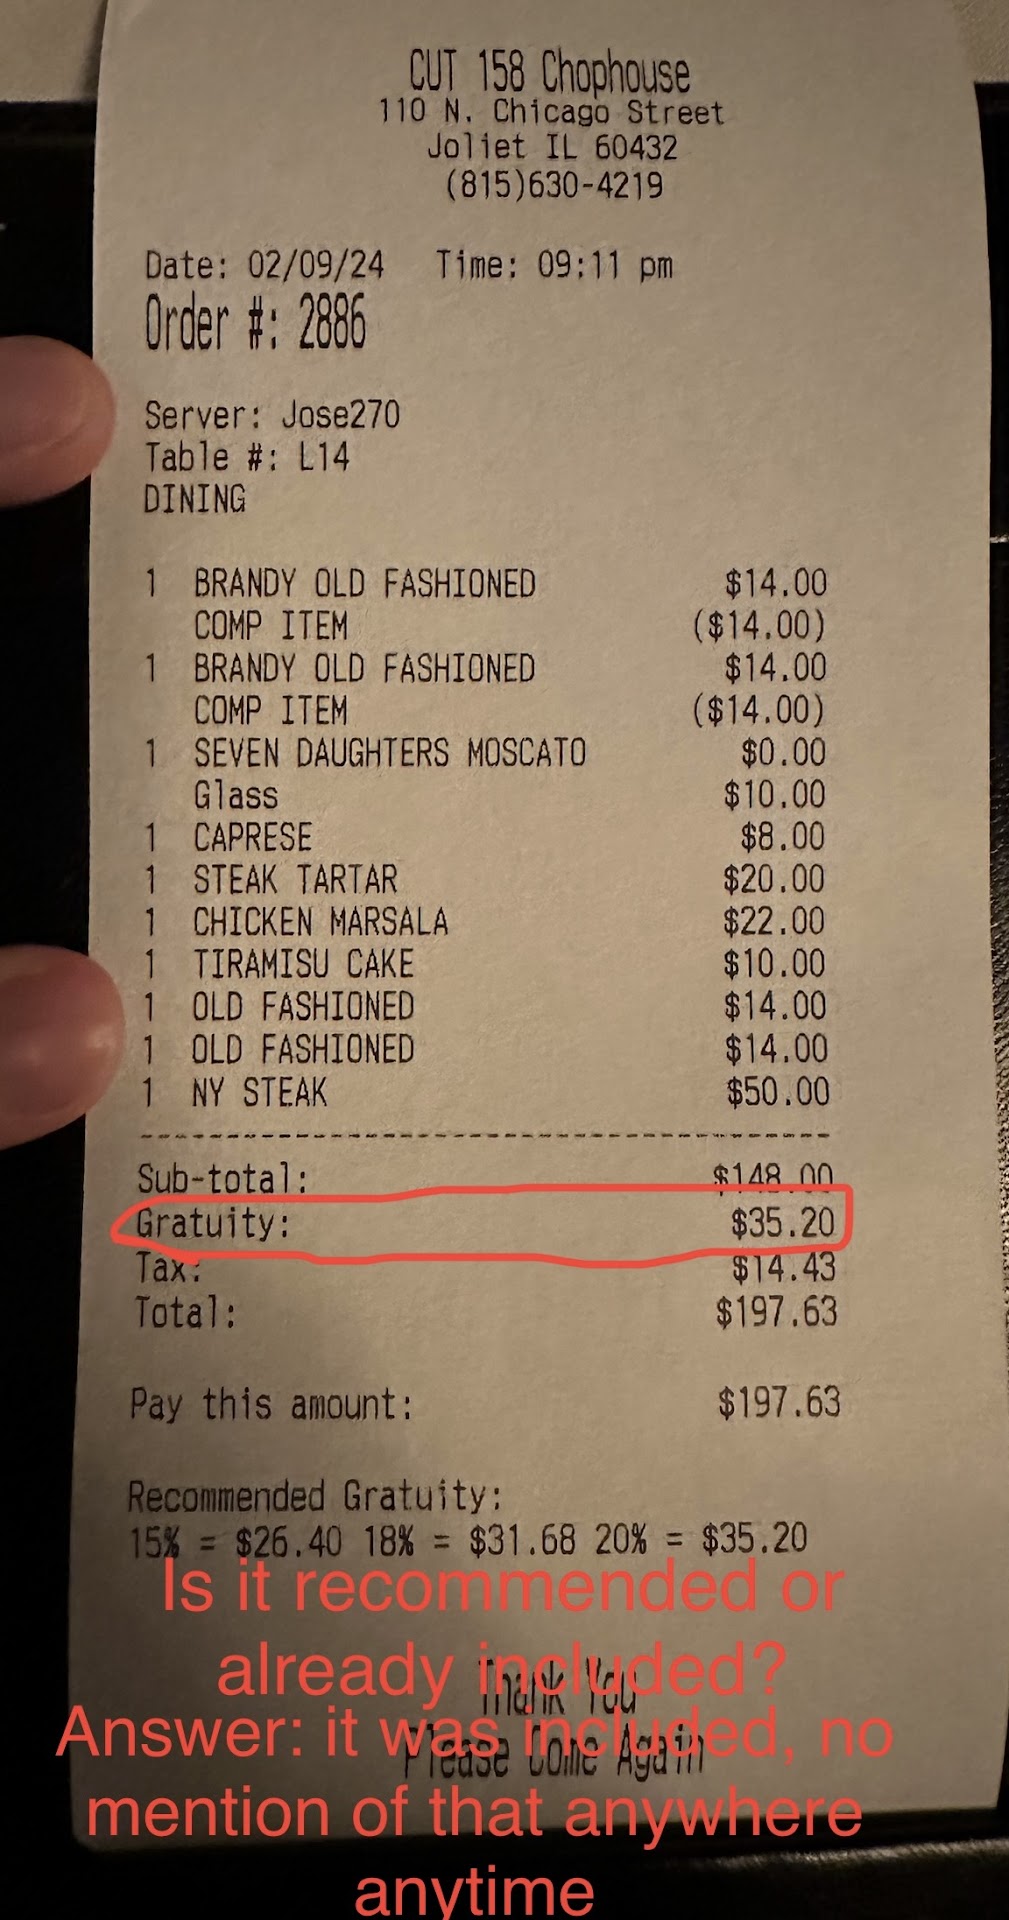 CUT 158 Chophouse
110 N. Chicago Street
Joliet IL 60432
(815)630-4219
Date: 02/09/24 Time: 09:11 pm
Order #: 2886
Server: Jose270
Table #: L14
DINING
1 BRANDY OLD FASHIONED $14.00
COMP ITEM ($14.00)
1 BRANDY OLD FASHIONED $14.00
COMP ITEM ($14.00)
1 SEVEN DAUGHTERS MOSCATO $0.00
Glass $10.00
1 CAPRESE $8.00
1 STEAK TARTAR $20.00
1 CHICKEN MARSALA $22.00
1 TIRAMISU CAKE $10.00
1 OLD FASHIONED $14.00
1 OLD FASHIONED $14.00
1 NY STEAK $50.00
Sub-total: $148.00
Gratuity: $35.20
Tax: $14.43
Total: $197.63
Pay this amount: $197.63
Recommended Gratuity:
15% = $26.40 18% = $31.68 20% = $35.20
Is it recommended or
already included?
Thank You
Answer: it was included, no
Please Come Again
mention of that anywhere
anytime